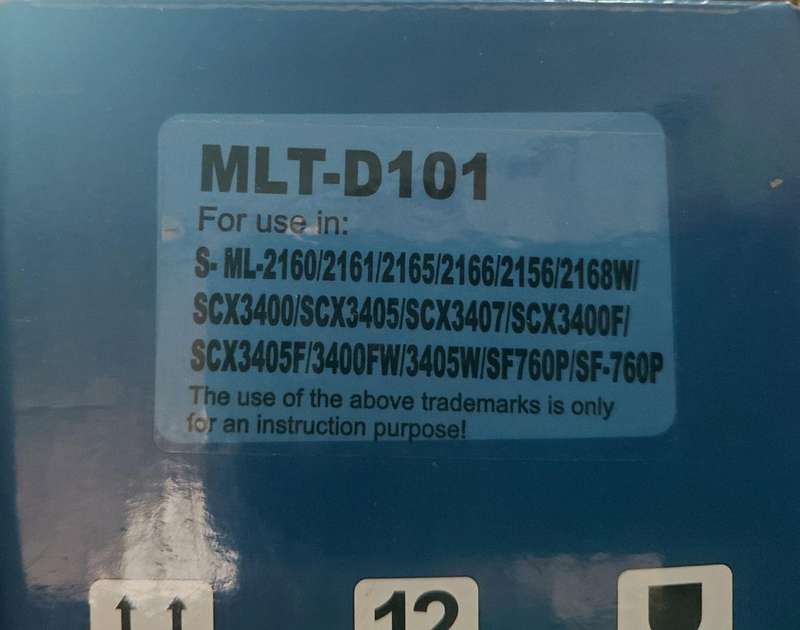 MLT-D101
For use in:
S- ML-2160/2161/2165/2166/2156/2168W/
SCX3400/SCX3405/SCX3407/SCX3400F/
SCX3405F/3400FW/3405W/SF760P/SF-760P
The use of the above trademarks is only
for an instruction purpose!
12